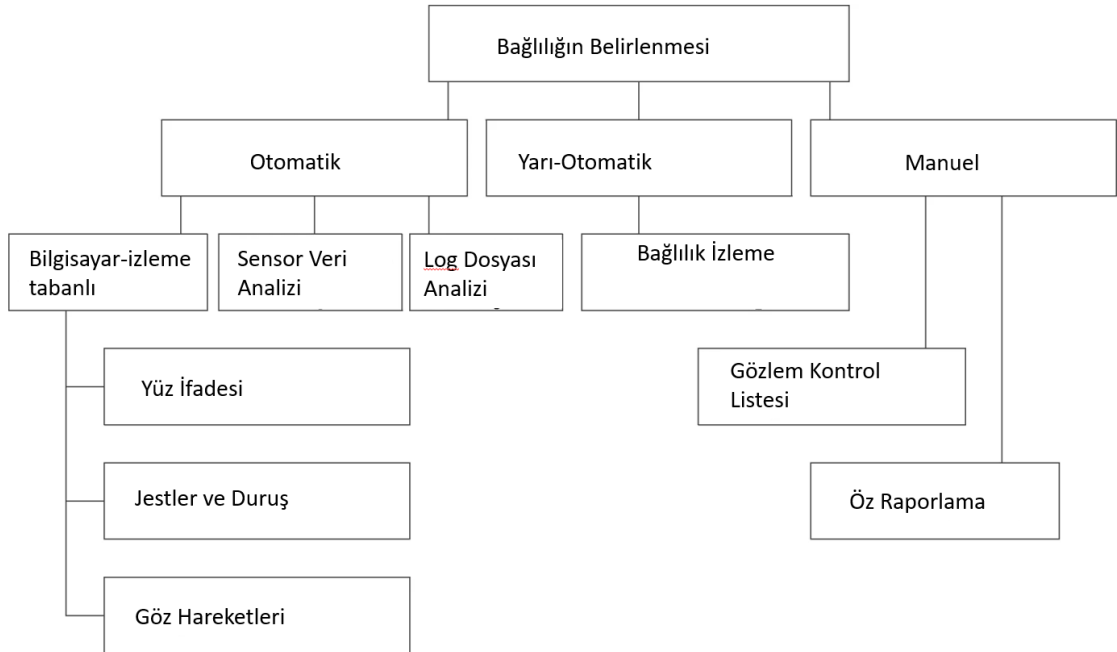 Bağlılığın Belirlenmesi
Otomatik
Yarı-Otomatik
Manuel
Bilgisayar-izleme
tabanlı
Sensor Veri
Analizi
Log Dosyası
Analizi
Bağlılık İzleme
Yüz İfadesi
Jestler ve Duruş
Göz Hareketleri
Gözlem Kontrol
Listesi
Öz Raporlama